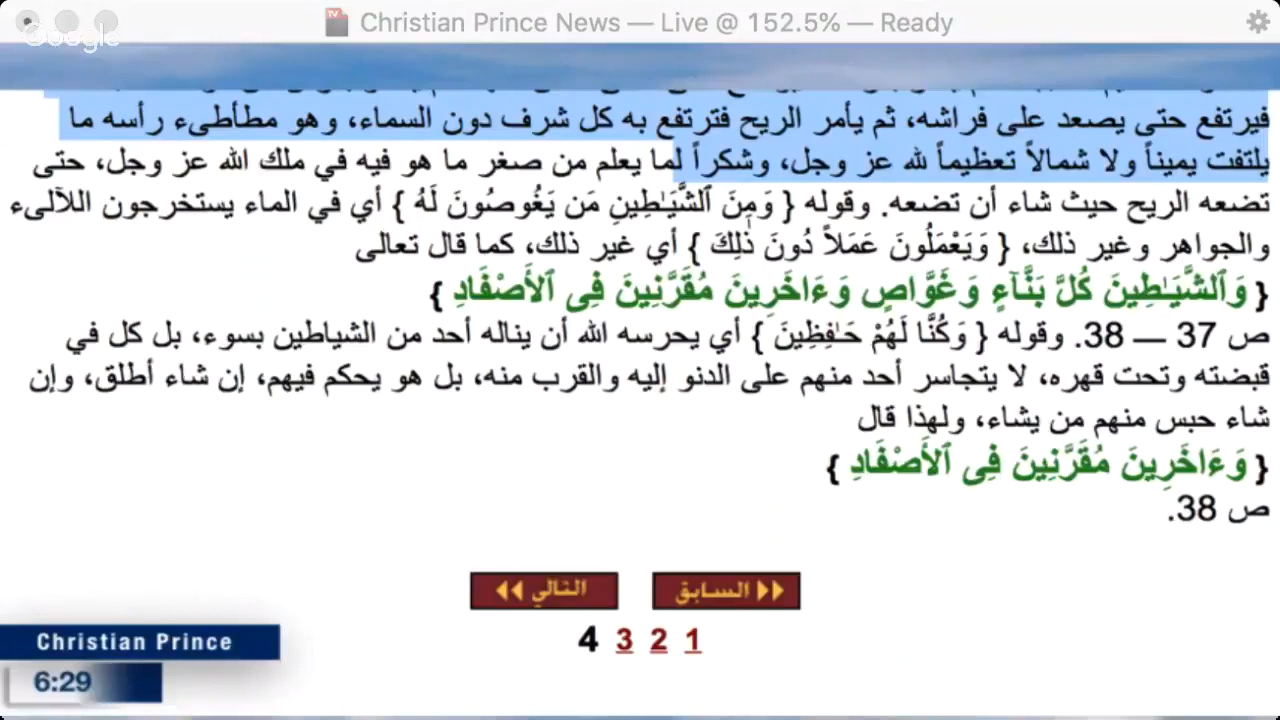 Christian Prince News — Live @ 152.5% — Ready
Google
فيرتفع حتى يصعد على فراشه، ثم يأمر الريح فترتفع به كل شرف دون السماء، وهو مطأطىء رأسه ما
يلتفت يميناً ولا شمالاً تعظيماً لله عز وجل، وشكراً لما يعلم من صغر ما هو فيه في ملك الله عز وجل، حتى
تضعه الريح حيث شاء أن تضعه. وقوله { وَمِنَ ٱلشَّيَـٰطِينِ مَن يَغُوصُونَ لَهُ } أي في الماء يستخرجون اللآلىء
والجواهر وغير ذلك، { وَيَعْمَلُونَ عَمَلاً دُونَ ذٰلِكَ } أي غير ذلك، كما قال تعالى
{ وَٱلشَّيَـٰطِينَ كُلَّ بَنَّآءٍ وَغَوَّاصٍ وَءَاخَرِينَ مُقَرَّنِينَ فِى ٱلأَصْفَادِ }
ص 37 — 38. وقوله { وَكُنَّا لَهُمْ حَـٰفِظِينَ } أي يحرسه الله أن يناله أحد من الشياطين بسوء، بل كل في
قبضته وتحت قهره، لا يتجاسر أحد منهم على الدنو إليه والقرب منه، بل هو يحكم فيهم، إن شاء أطلق، وإن
شاء حبس منهم من يشاء، ولهذا قال
{ وَءَاخَرِينَ مُقَرَّنِينَ فِى ٱلأَصْفَادِ }
ص 38.
السابق التالي
1 2 3 4
Christian Prince
6:29